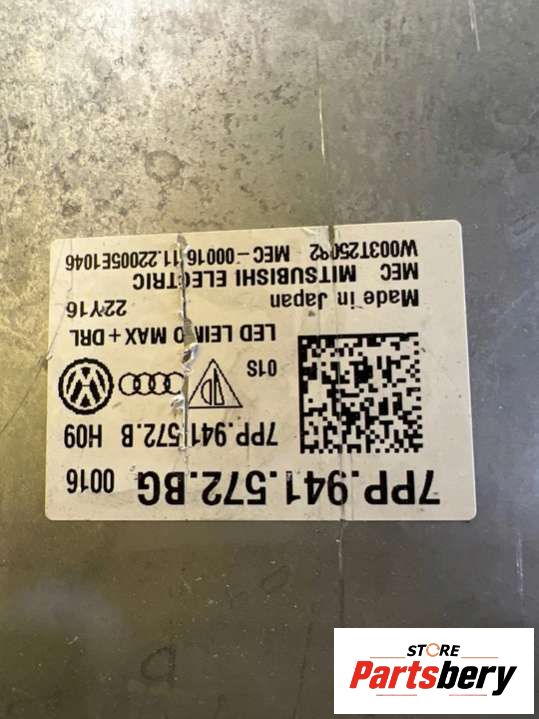 7PP.941.572.BG 0016
7PP.941.572.B H09
01S
LED LEIMO MAX+DRL
Made in Japan 22Y16
MEC MITSUBISHI ELECTRIC
W003T25092 MEC-00016.11.22005E1046
STORE
Partsbery